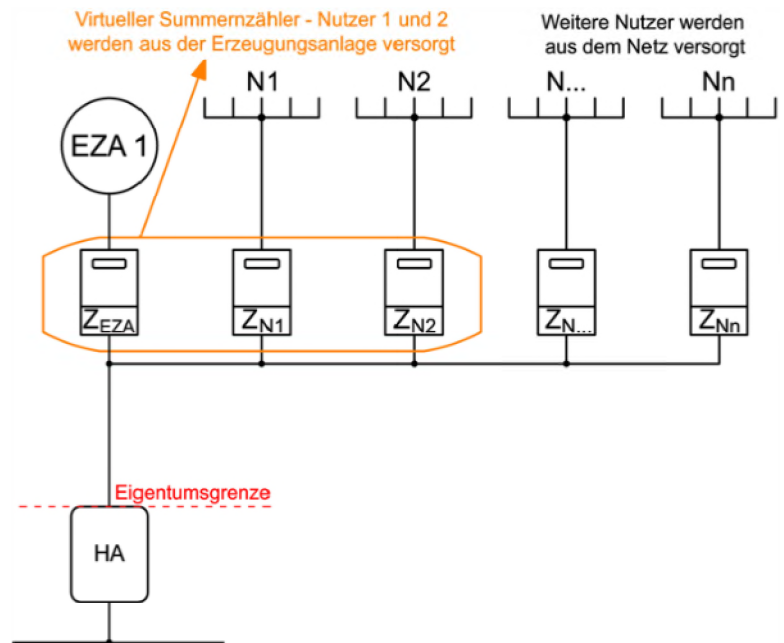 Virtueller Summernzähler - Nutzer 1 und 2
werden aus der Erzeugungsanlage versorgt
Weitere Nutzer werden
aus dem Netz versorgt
N1
N2
N...
Nn
EZA 1
ZEZA
ZN1
ZN2
ZN...
ZNn
Eigentumsgrenze
HA